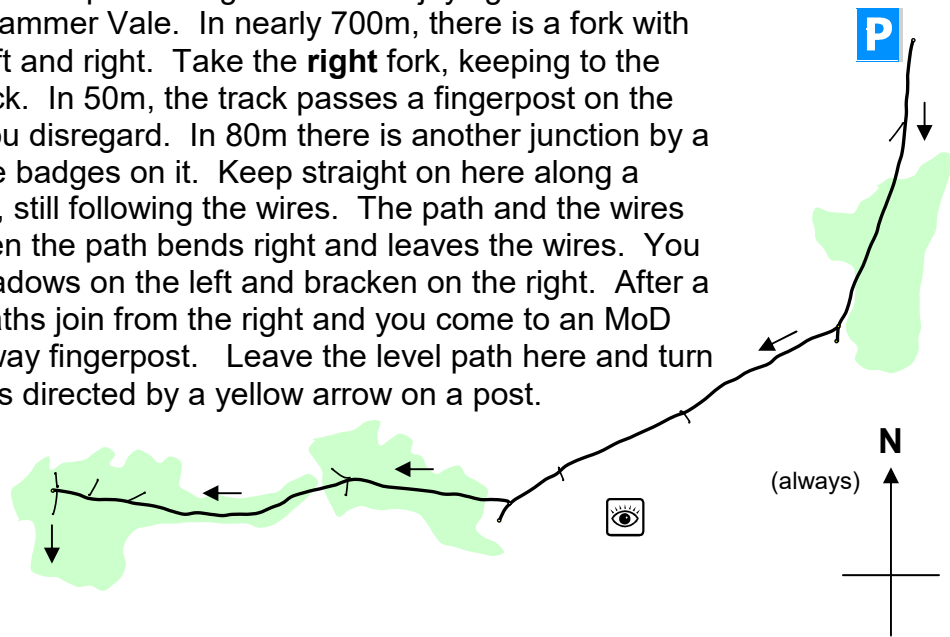 ammer Vale. In nearly 700m, there is a fork with
ft and right. Take the right fork, keeping to the
ck. In 50m, the track passes a fingerpost on the
ou disregard. In 80m there is another junction by a
e badges on it. Keep straight on here along a
, still following the wires. The path and the wires
en the path bends right and leaves the wires. You
adows on the left and bracken on the right. After a
aths join from the right and you come to an MoD
way fingerpost. Leave the level path here and turn
s directed by a yellow arrow on a post.
P
N
(always)